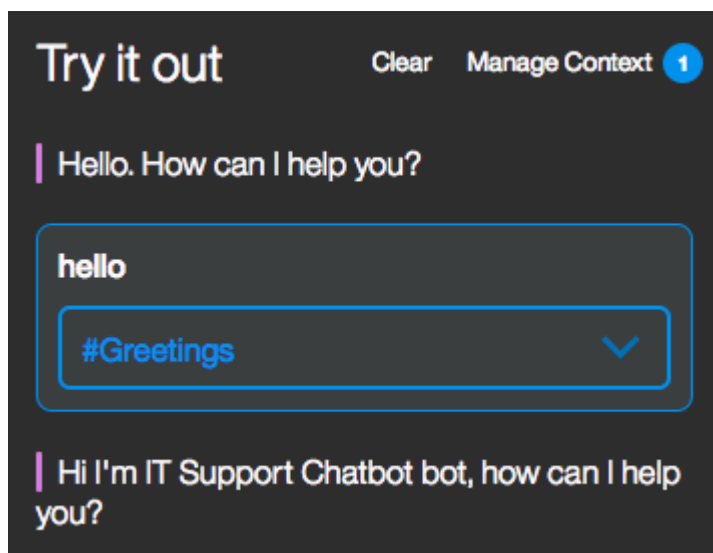 Try it out Clear Manage Context 1
Hello. How can I help you?
hello
#Greetings
Hi I'm IT Support Chatbot bot, how can I help
you?